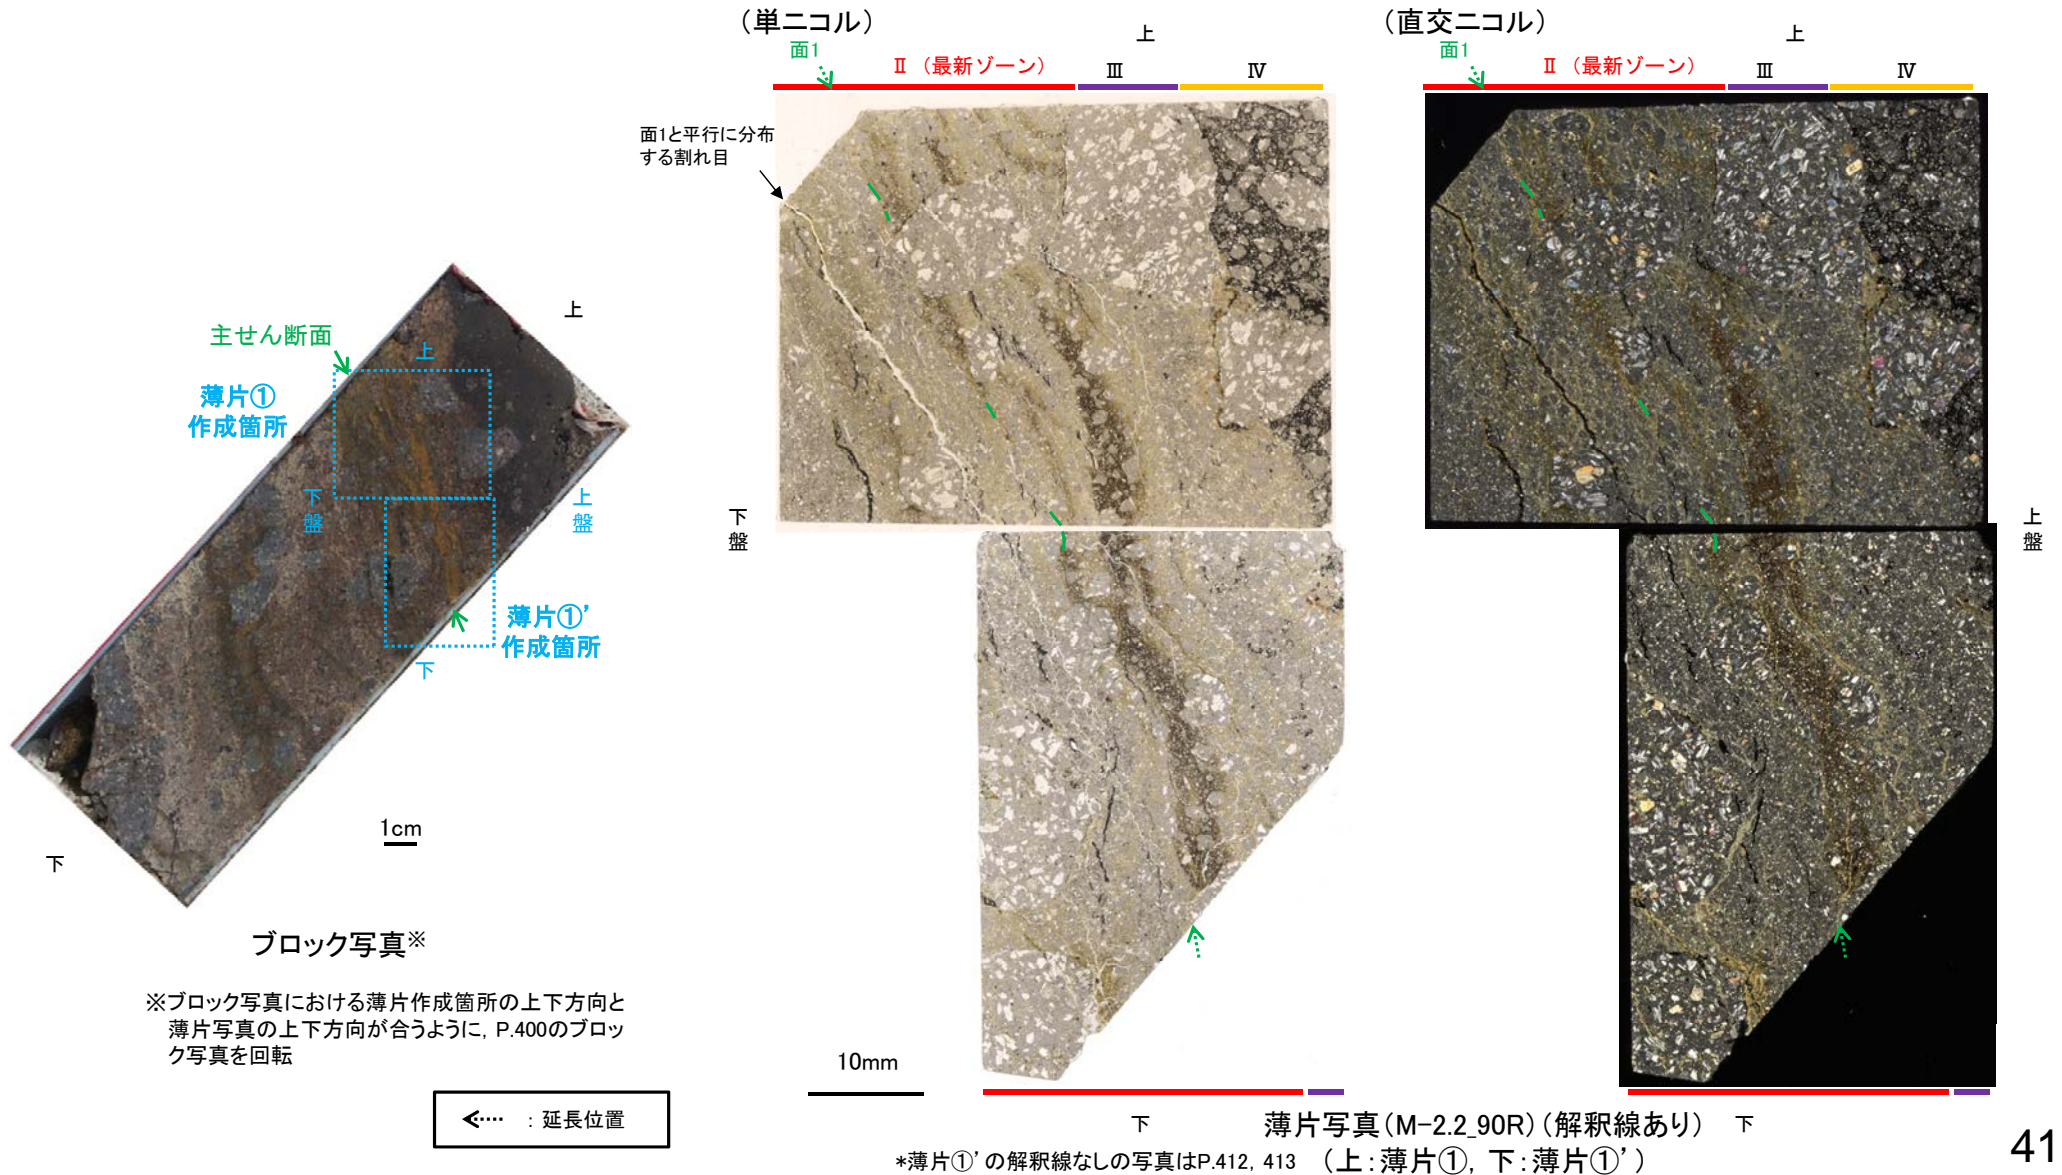 （単ニコル）
上
面1
Ⅱ （最新ゾーン）
Ⅲ
Ⅳ
（直交ニコル）
上
面1
Ⅱ （最新ゾーン）
Ⅲ
Ⅳ
面1と平行に分布
する割れ目
上
主せん断面
上
薄片①
作成箇所
下
盤
上
盤
薄片①’
作成箇所
下
下
1cm
ブロック写真※
※ブロック写真における薄片作成箇所の上下方向と
薄片写真の上下方向が合うように，P.400のブロッ
ク写真を回転
：延長位置
下
盤
上
盤
10mm
下
薄片写真（M-2.2_90R）（解釈線あり）
下
*薄片①’の解釈線なしの写真はP.412，413
（上：薄片①，下：薄片①’）
41